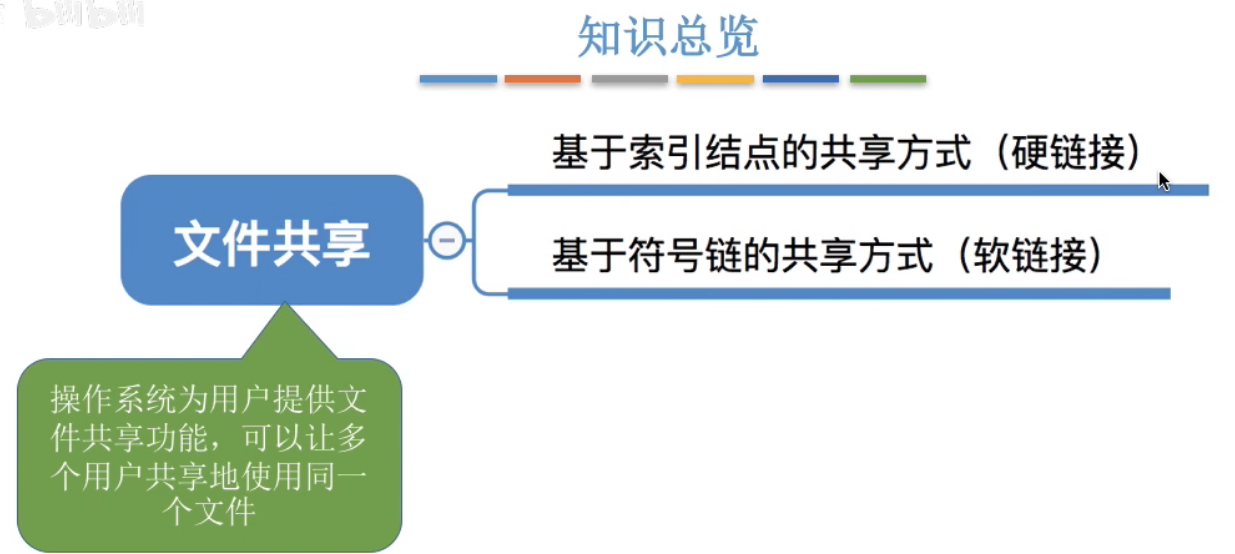 bilibili
知识总览
基于索引结点的共享方式（硬链接）
文件共享
基于符号链的共享方式（软链接）
操作系统为用户提供文
件共享功能，可以让多
个用户共享地使用同一
个文件